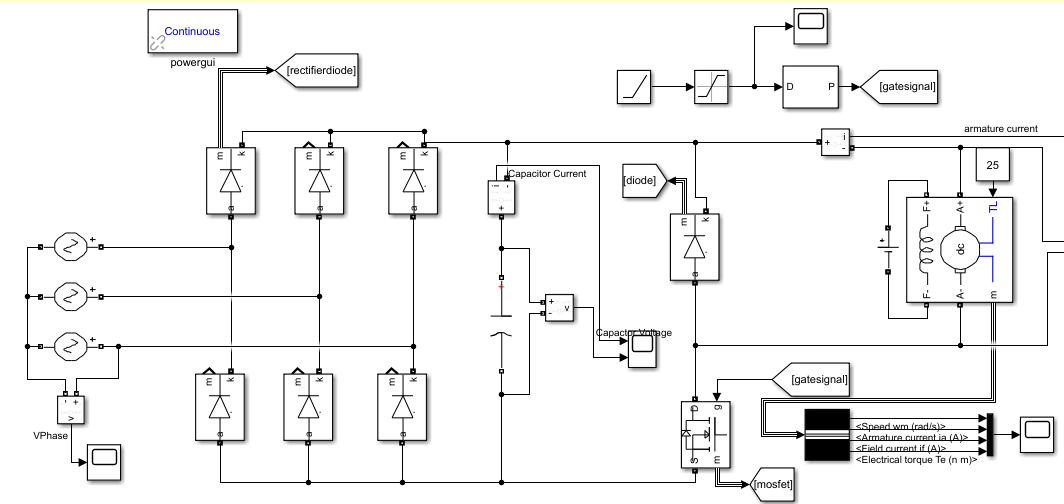 Continuous
powergui
[rectifierdiode]
D
P
[gatesignal]
armature current
m
k
m
k
m
k
a
a
a
i
+
-
Capacitor Current
i
+
[diode]
m
k
a
25
F+
A+
TL
dc
F-
A-
m
+
+
+
+
+
-
v
Capacitor Voltage
m
k
m
k
m
k
a
a
a
-
+
v
VPhase
[gatesignal]
D
g
S
m
[mosfet]
<Speed wm (rad/s)>
<Armature current ia (A)>
<Field current if (A)>
<Electrical torque Te (n m)>